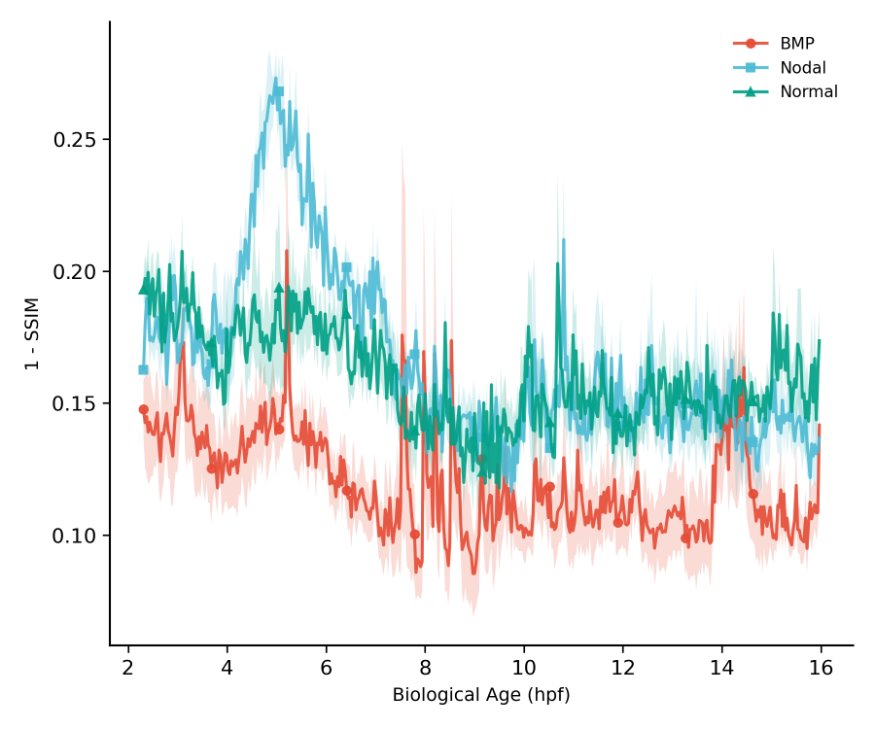 BMP
Nodal
Normal
0.25
0.20
0.15
0.10
1 - SSIM
2 4 6 8 10 12 14 16
Biological Age (hpf)